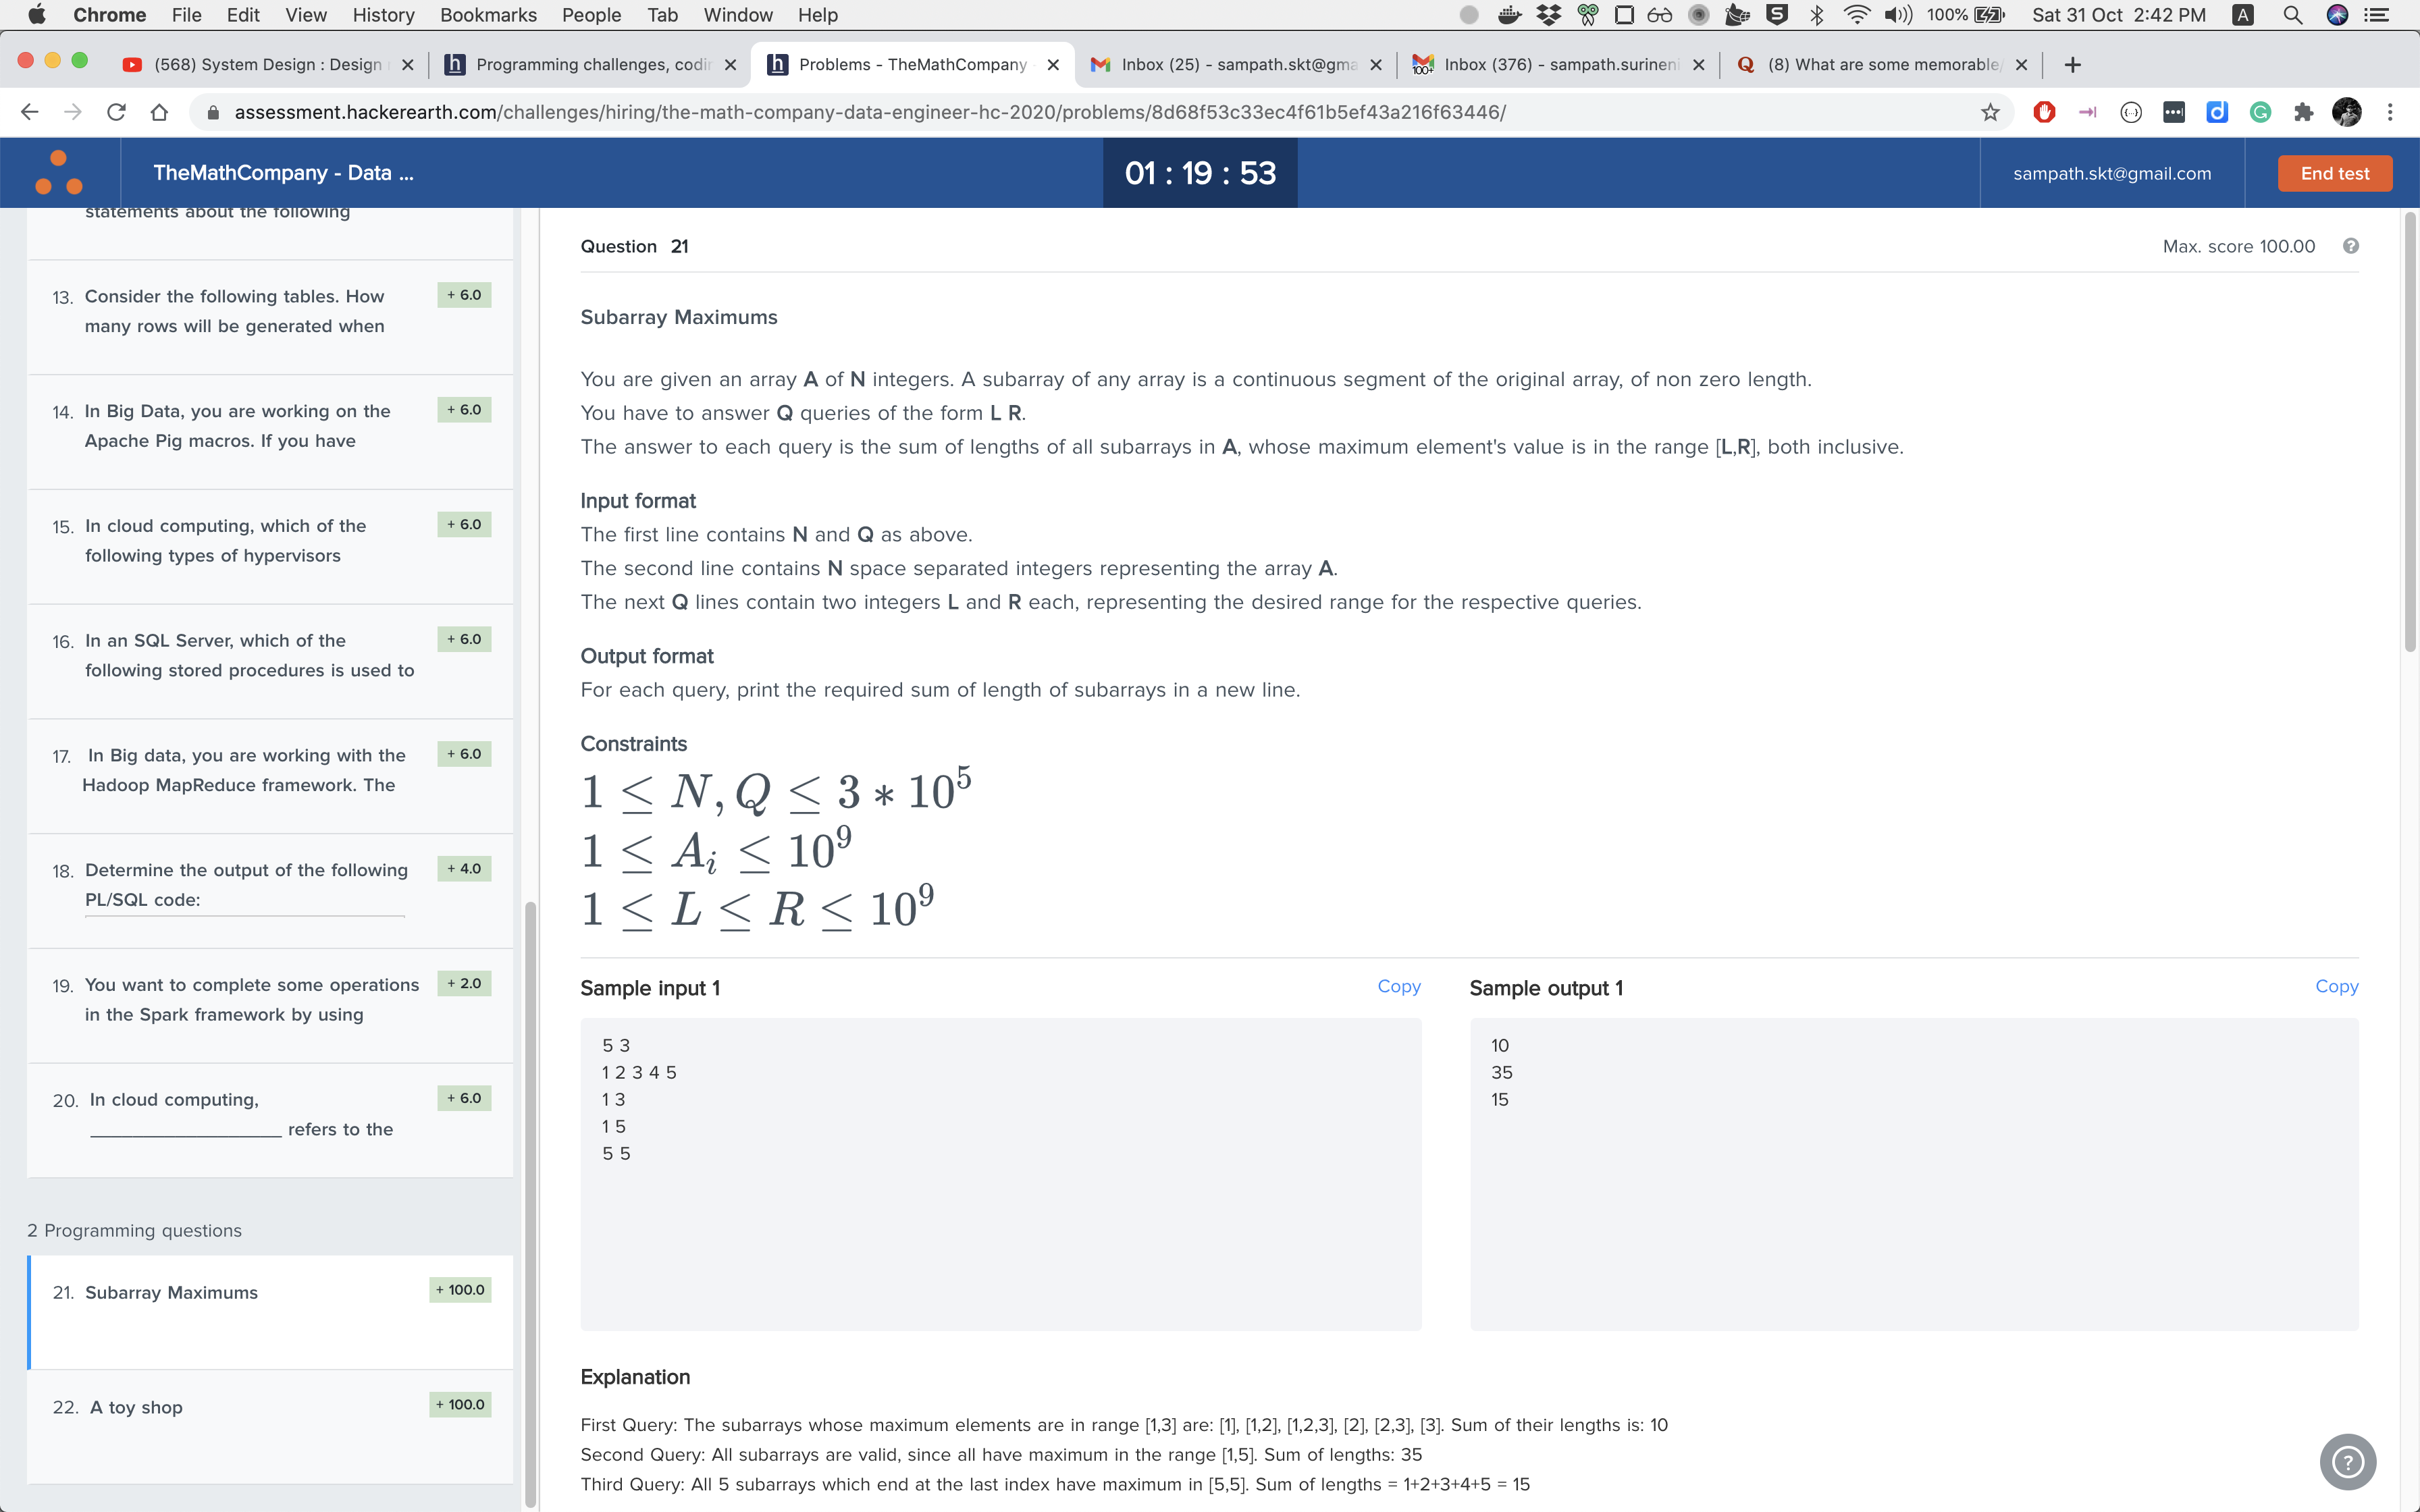 Chrome File Edit View History Bookmarks People Tab Window Help 100% Sat 31 Oct 2:42 PM A
(568) System Design : Design Programming challenges, codin Problems - TheMathCompany Inbox (25) - sampath.skt@gma Inbox (376) - sampath.surineni (8) What are some memorable
assessment.hackerearth.com/challenges/hiring/the-math-company-data-engineer-hc-2020/problems/8d68f53c33ec4f61b5ef43a216f63446/
TheMathCompany - Data ... 01 : 19 : 53 sampath.skt@gmail.com End test
statements about the following
13. Consider the following tables. How + 6.0
many rows will be generated when
14. In Big Data, you are working on the + 6.0
Apache Pig macros. If you have
15. In cloud computing, which of the + 6.0
following types of hypervisors
16. In an SQL Server, which of the + 6.0
following stored procedures is used to
17. In Big data, you are working with the + 6.0
Hadoop MapReduce framework. The
18. Determine the output of the following + 4.0
PL/SQL code:
19. You want to complete some operations + 2.0
in the Spark framework by using
20. In cloud computing, + 6.0
____________________ refers to the
2 Programming questions
21. Subarray Maximums + 100.0
22. A toy shop + 100.0
Question 21 Max. score 100.00 ?
Subarray Maximums
You are given an array A of N integers. A subarray of any array is a continuous segment of the original array, of non zero length.
You have to answer Q queries of the form L R.
The answer to each query is the sum of lengths of all subarrays in A, whose maximum element's value is in the range [L,R], both inclusive.
Input format
The first line contains N and Q as above.
The second line contains N space separated integers representing the array A.
The next Q lines contain two integers L and R each, representing the desired range for the respective queries.
Output format
For each query, print the required sum of length of subarrays in a new line.
Constraints
1 ≤ N, Q ≤ 3 ∗ 10⁵
1 ≤ Aᵢ ≤ 10⁹
1 ≤ L ≤ R ≤ 10⁹
Sample input 1 Copy
5 3
1 2 3 4 5
1 3
1 5
5 5
Sample output 1 Copy
10
35
15
Explanation
First Query: The subarrays whose maximum elements are in range [1,3] are: [1], [1,2], [1,2,3], [2], [2,3], [3]. Sum of their lengths is: 10
Second Query: All subarrays are valid, since all have maximum in the range [1,5]. Sum of lengths: 35
Third Query: All 5 subarrays which end at the last index have maximum in [5,5]. Sum of lengths = 1+2+3+4+5 = 15
?